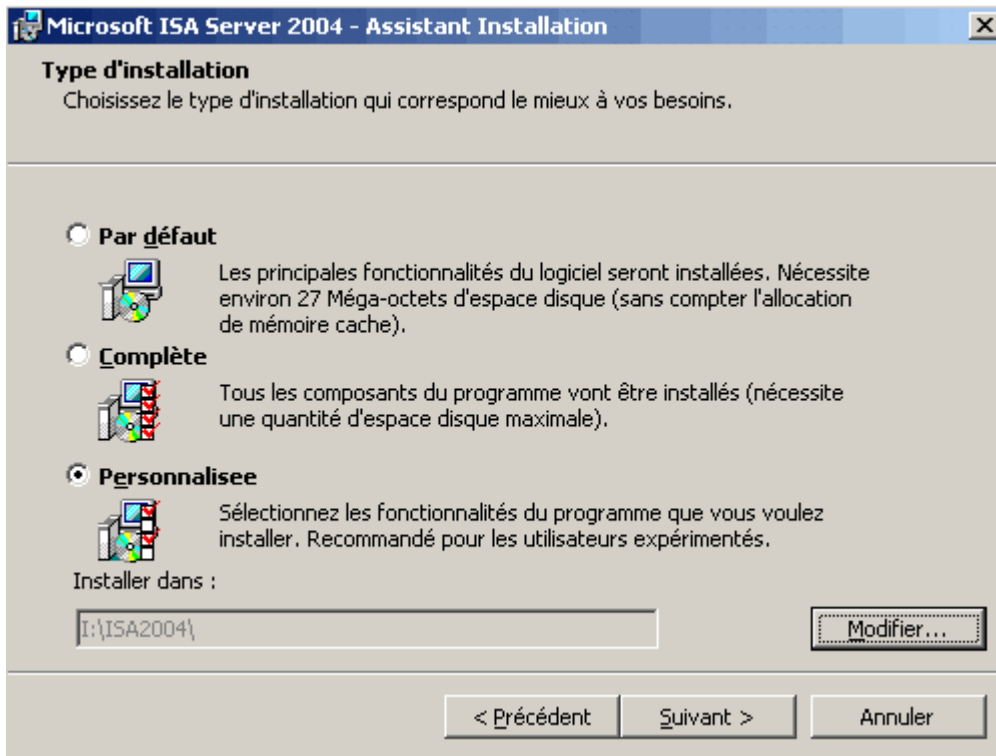 Microsoft ISA Server 2004 - Assistant Installation
Type d'installation
Choisissez le type d'installation qui correspond le mieux à vos besoins.
Par défaut
Les principales fonctionnalités du logiciel seront installées. Nécessite
environ 27 Méga-octets d'espace disque (sans compter l'allocation
de mémoire cache).
Complète
Tous les composants du programme vont être installés (nécessite
une quantité d'espace disque maximale).
Personnalisee
Sélectionnez les fonctionnalités du programme que vous voulez
installer. Recommandé pour les utilisateurs expérimentés.
Installer dans :
I:\ISA2004\
Modifier...
< Précédent
Suivant >
Annuler